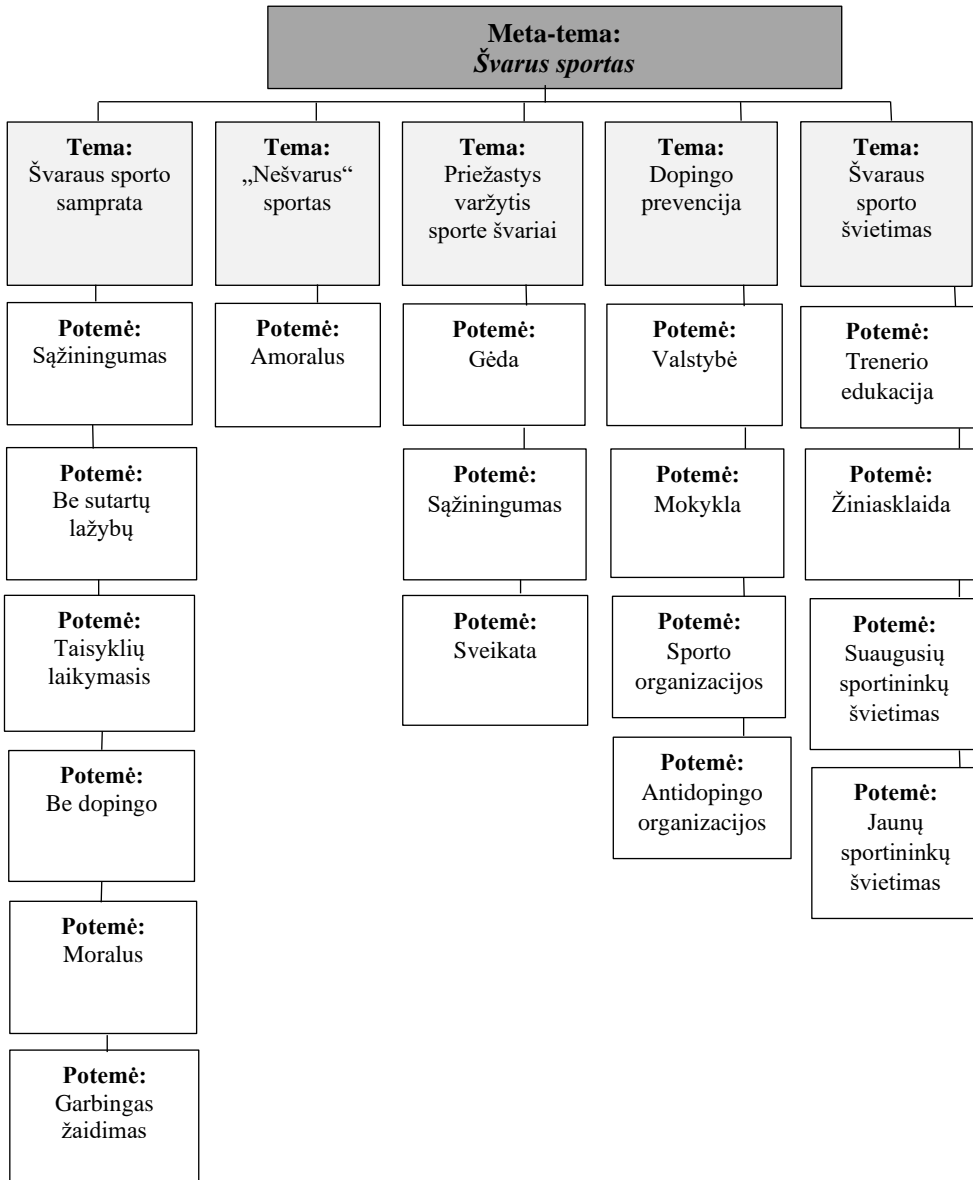 Meta-tema:
Švarus sportas
Tema:
Švaraus sporto
samprata
Tema:
„Nešvarus“
sportas
Tema:
Priežastys
varžytis
sporte švariai
Tema:
Dopingo
prevencija
Tema:
Švaraus
sporto
švietimas
Potemė:
Sąžiningumas
Potemė:
Amoralus
Potemė:
Gėda
Potemė:
Valstybė
Potemė:
Trenerio
edukacija
Potemė:
Be sutartų
lažybų
Potemė:
Sąžiningumas
Potemė:
Mokykla
Potemė:
Žiniasklaida
Potemė:
Taisyklių
laikymasis
Potemė:
Sveikata
Potemė:
Sporto
organizacijos
Potemė:
Suaugusių
sportininkų
švietimas
Potemė:
Be dopingo
Potemė:
Antidopingo
organizacijos
Potemė:
Jaunų
sportininkų
švietimas
Potemė:
Moralus
Potemė:
Garbingas
žaidimas